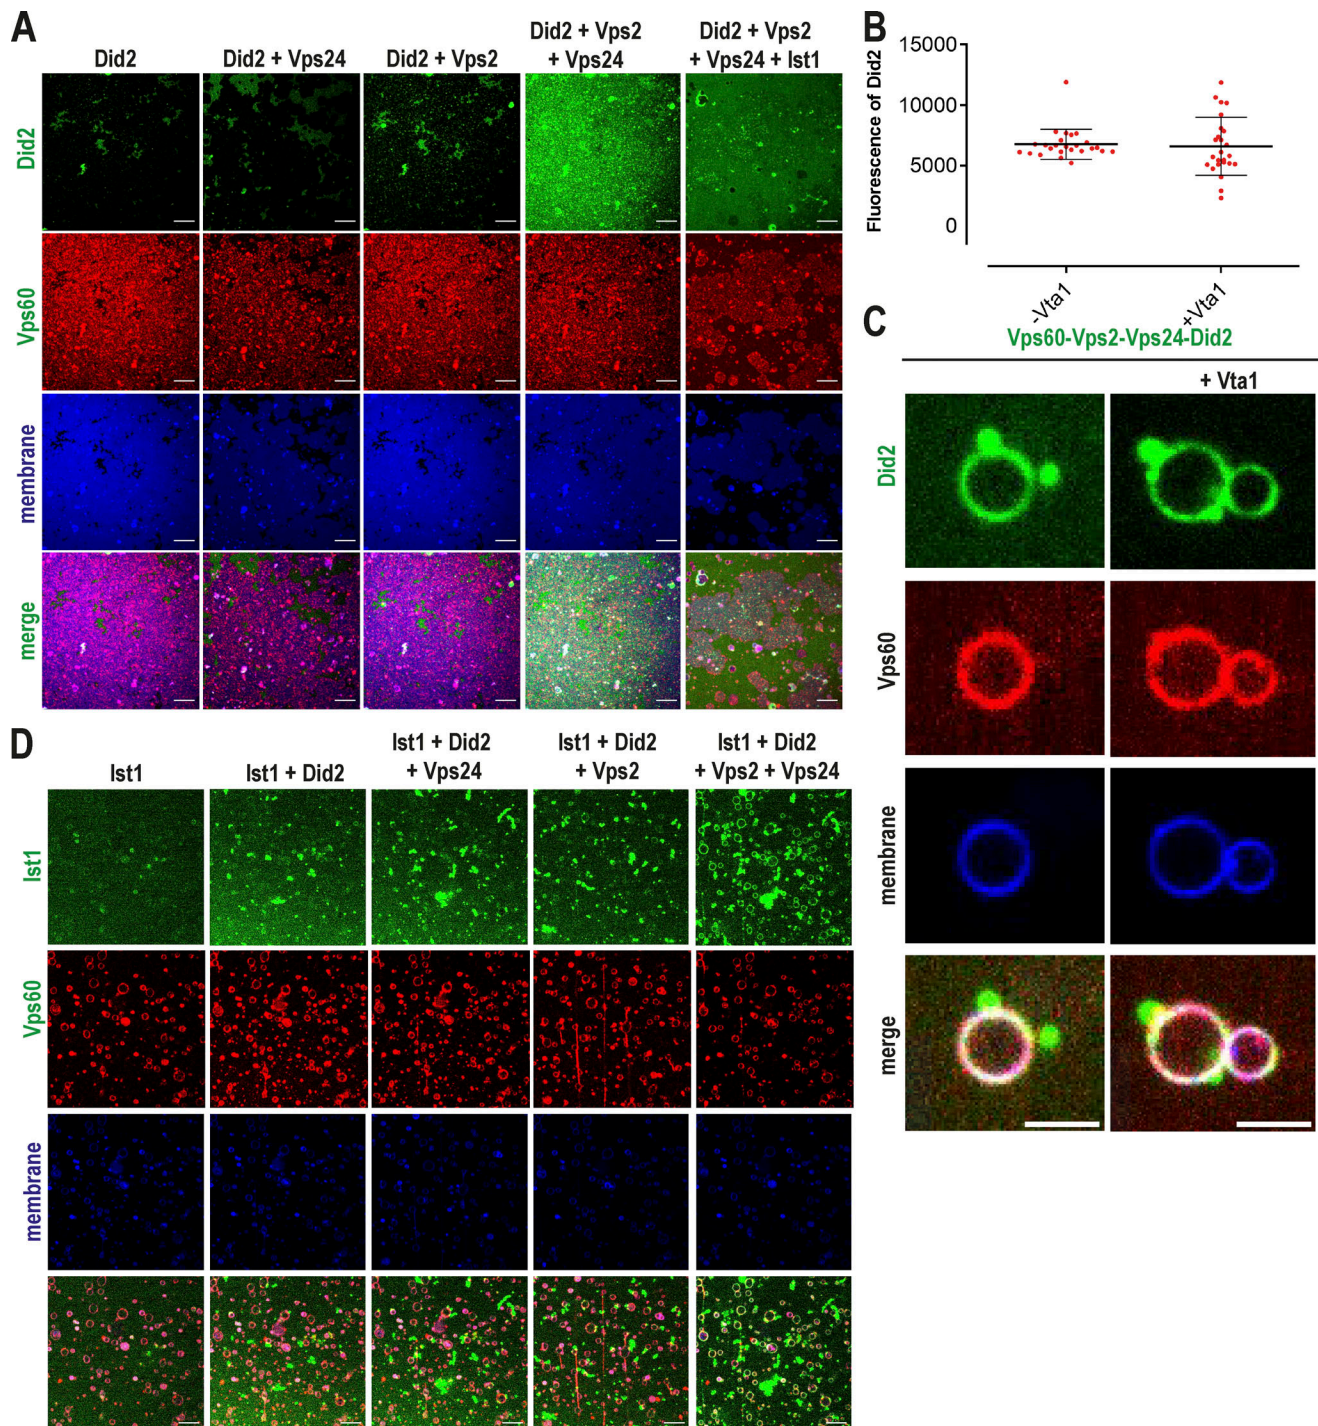 A
Did2
Did2 + Vps24
Did2 + Vps2
Did2 + Vps2
+ Vps24
Did2 + Vps2
+ Vps24 + Ist1
Did2
Vps60
membrane
merge
B
Fluorescence of Did2
15000
10000
5000
0
-Vta1
+Vta1
C
Vps60-Vps2-Vps24-Did2
+ Vta1
Did2
Vps60
membrane
merge
D
Ist1
Ist1 + Did2
Ist1 + Did2
+ Vps24
Ist1 + Did2
+ Vps2
Ist1 + Did2
+ Vps2 + Vps24
Ist1
Vps60
membrane